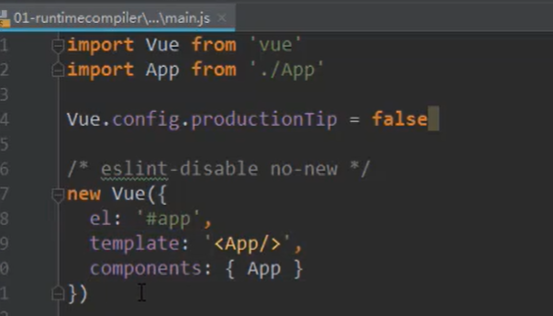 01-runtimecompiler\...\main.js ×
1 import Vue from 'vue'
2 import App from './App'
3
4 Vue.config.productionTip = false
5
6 /* eslint-disable no-new */
7 new Vue({
8   el: '#app',
9   template: '<App/>',
0   components: { App }
1 })